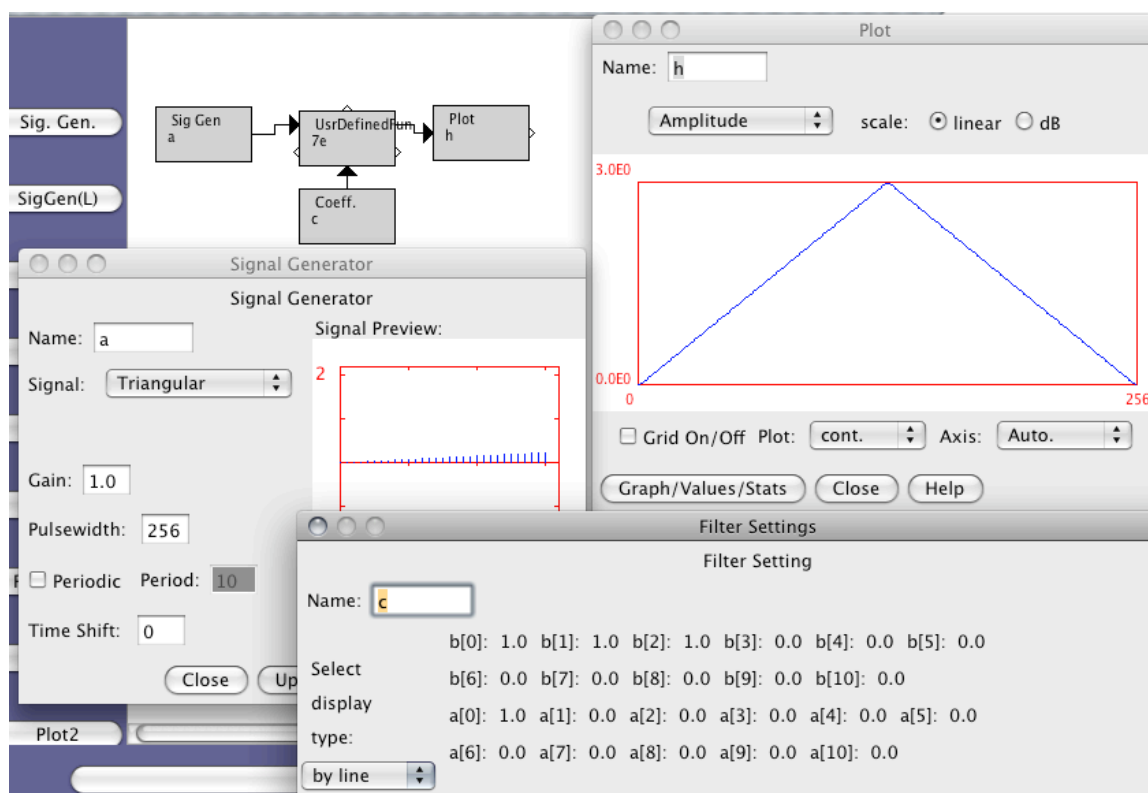 Sig. Gen.
SigGen(L)
Plot2
Sig Gen
a
UsrDefinedFun
7e
Plot
h
Coeff.
c
Plot
Name: h
Amplitude scale: linear dB
3.0E0
0.0E0
0 256
Grid On/Off Plot: cont. Axis: Auto.
Graph/Values/Stats Close Help
Signal Generator
Signal Generator
Name: a
Signal Preview:
Signal: Triangular
2
Gain: 1.0
Pulsewidth: 256
Periodic Period: 10
Time Shift: 0
Close
Filter Settings
Filter Setting
Name: c
b[0]: 1.0 b[1]: 1.0 b[2]: 1.0 b[3]: 0.0 b[4]: 0.0 b[5]: 0.0
b[6]: 0.0 b[7]: 0.0 b[8]: 0.0 b[9]: 0.0 b[10]: 0.0
a[0]: 1.0 a[1]: 0.0 a[2]: 0.0 a[3]: 0.0 a[4]: 0.0 a[5]: 0.0
a[6]: 0.0 a[7]: 0.0 a[8]: 0.0 a[9]: 0.0 a[10]: 0.0
Select
display
type:
by line